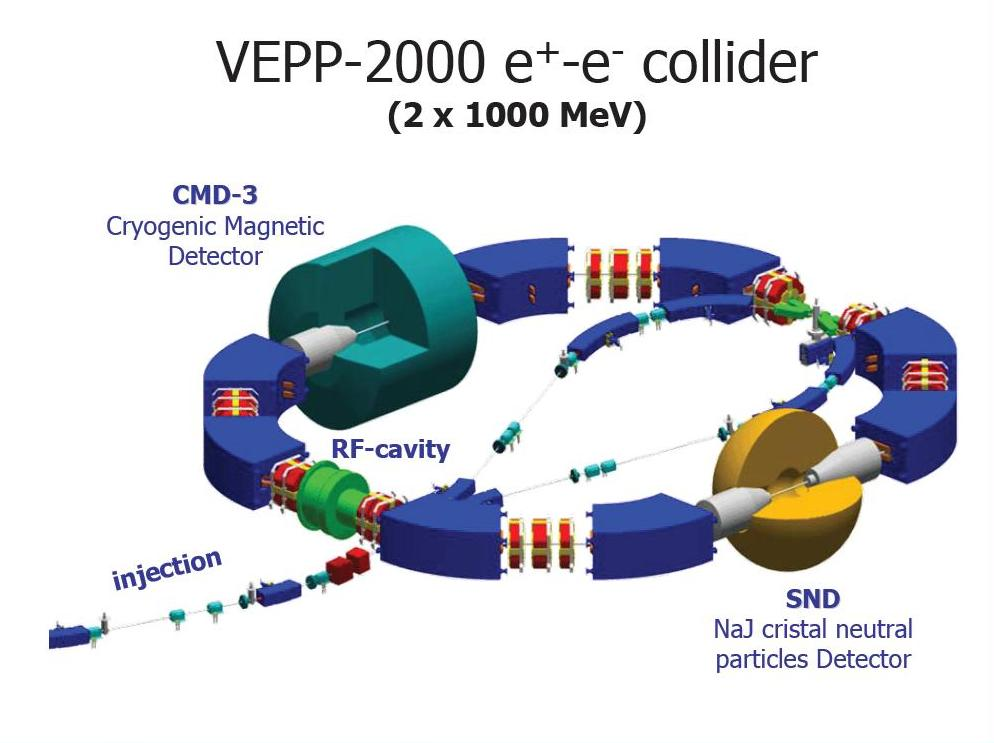 VEPP-2000 e⁺-e⁻ collider
(2 x 1000 MeV)
CMD-3
Cryogenic Magnetic
Detector
RF-cavity
injection
SND
NaJ cristal neutral
particles Detector